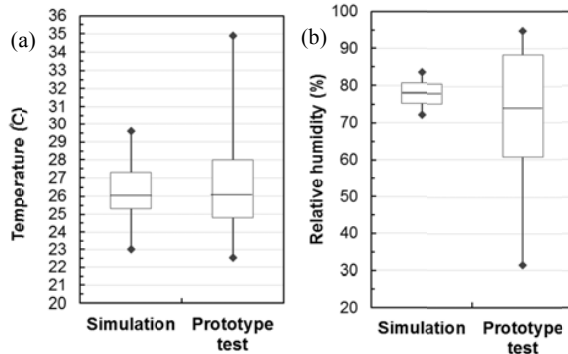 (a)
Temperature (C)
36
35
34
33
32
31
30
29
28
27
26
25
24
23
22
21
20
Simulation
Prototype
test
(b)
Relative humidity (%)
100
90
80
70
60
50
40
30
20
Simulation
Prototype
test